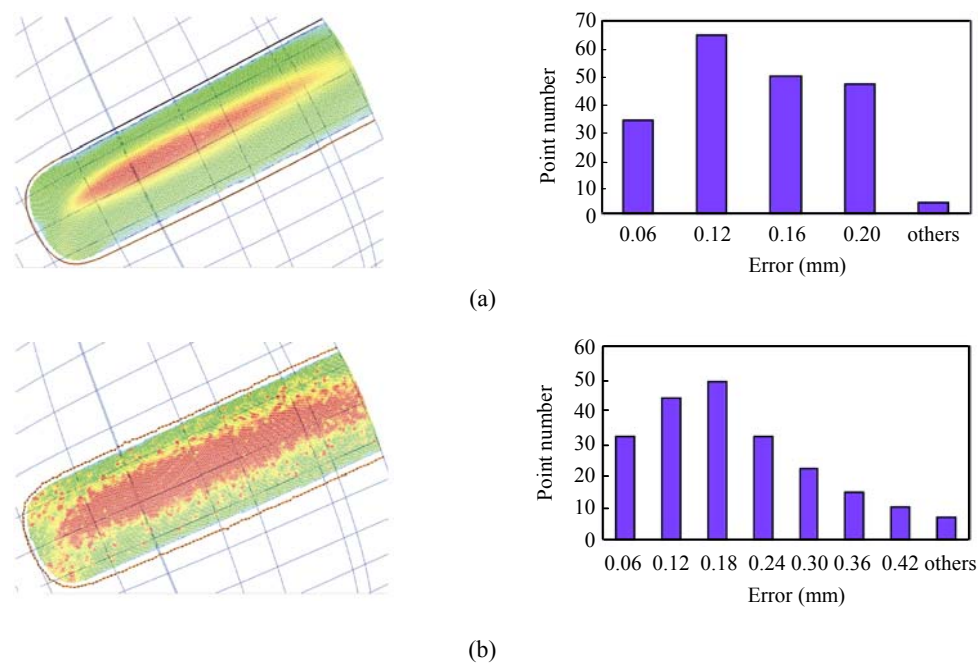 70
60
50
40
30
20
10
0
Point number
0.06 0.12 0.16 0.20 others
Error (mm)
(a)
60
50
40
30
20
10
0
Point number
0.06 0.12 0.18 0.24 0.30 0.36 0.42 others
Error (mm)
(b)